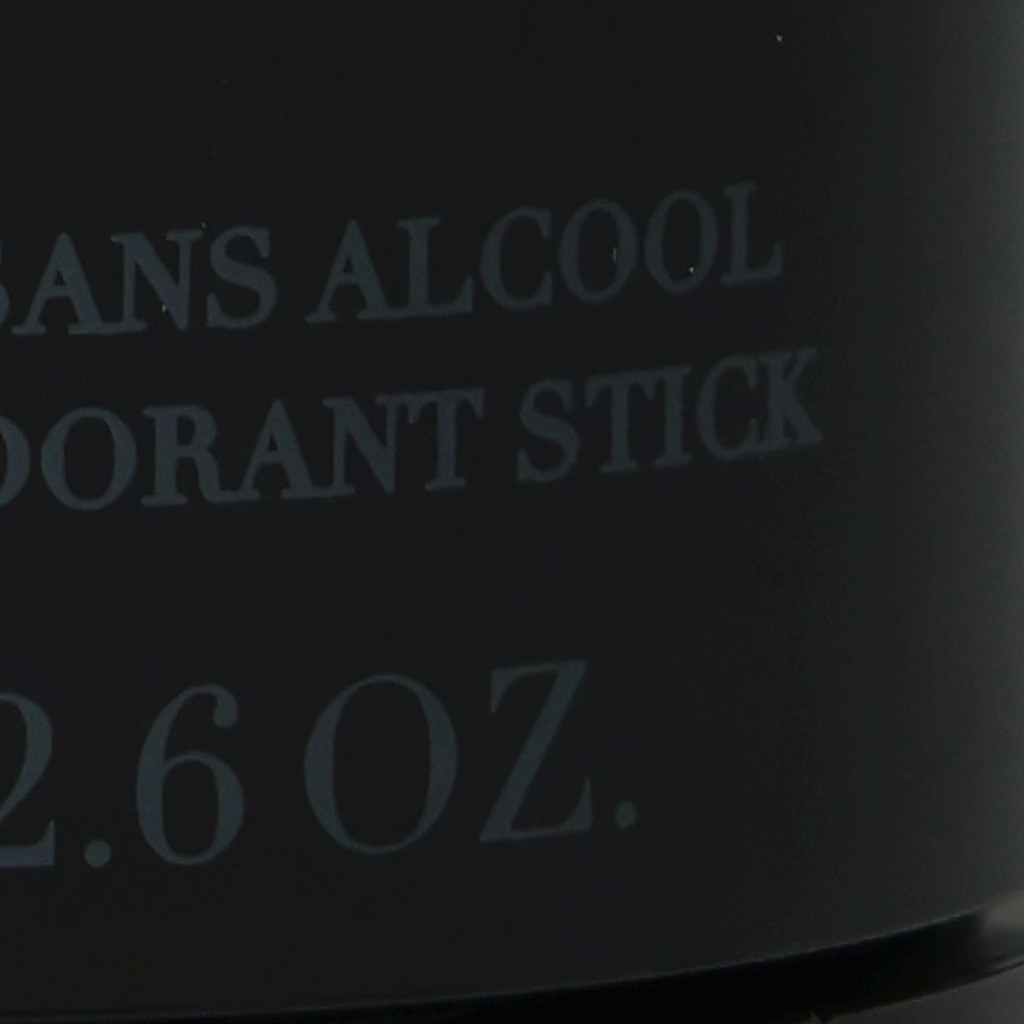 SANS ALCOOL
DORANT STICK
2.6 OZ.